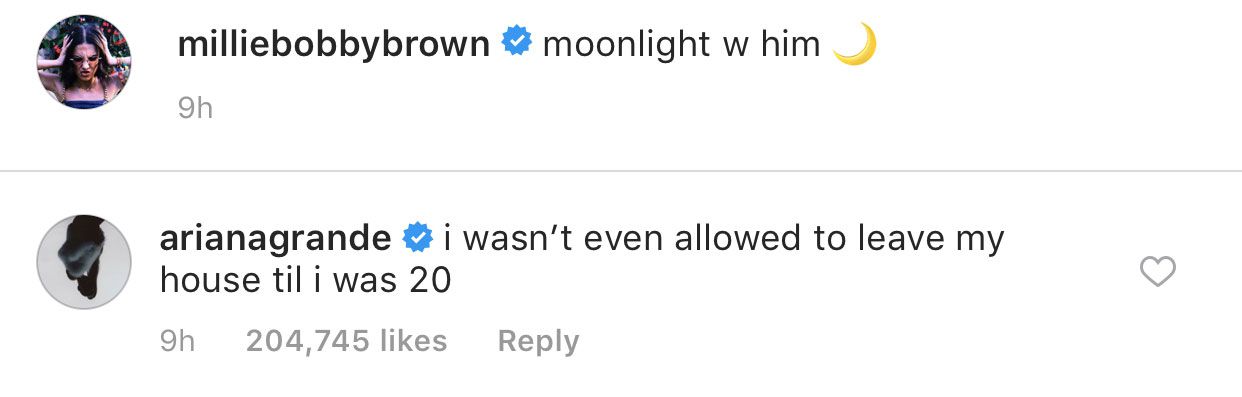 milliebobbybrown moonlight w him 🌙
9h
arianagrande i wasn’t even allowed to leave my
house til i was 20
9h 204,745 likes Reply